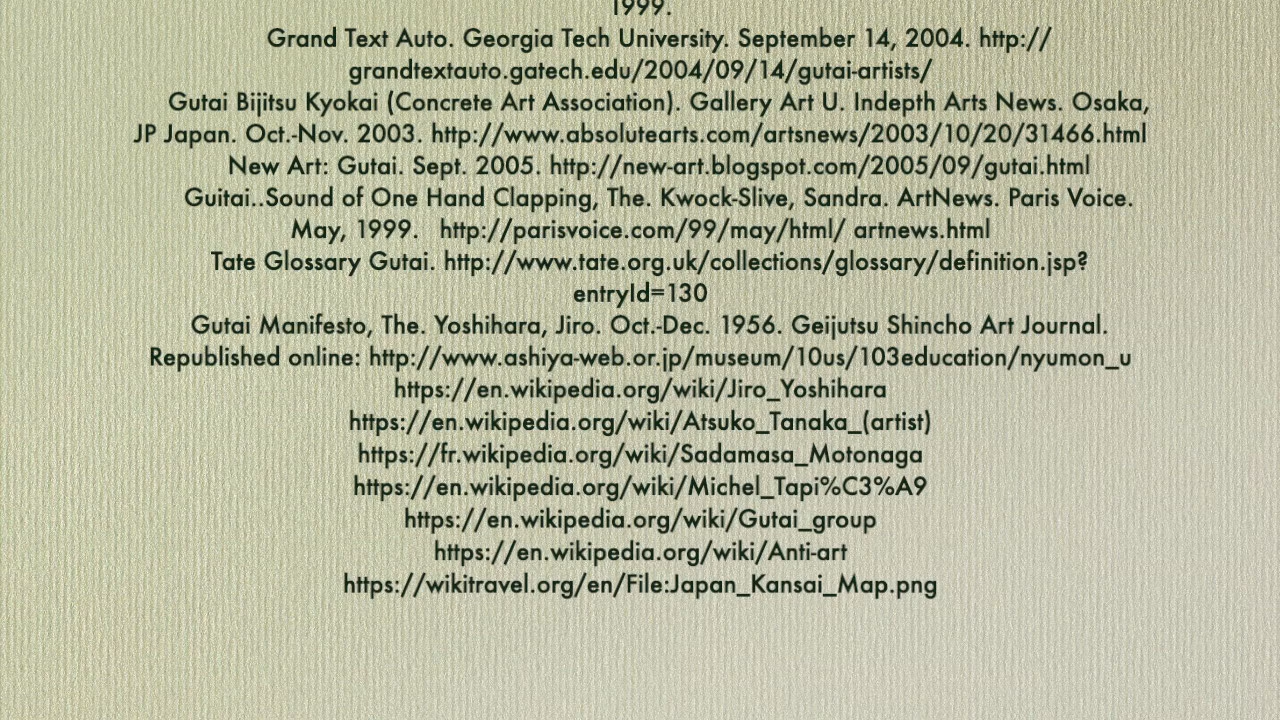 1999.
Grand Text Auto. Georgia Tech University. September 14, 2004. http://
grandtextauto.gatech.edu/2004/09/14/gutai-artists/
Gutai Bijitsu Kyokai (Concrete Art Association). Gallery Art U. Indepth Arts News. Osaka,
JP Japan. Oct.-Nov. 2003. http://www.absolutearts.com/artsnews/2003/10/20/31466.html
New Art: Gutai. Sept. 2005. http://new-art.blogspot.com/2005/09/gutai.html
Guitai..Sound of One Hand Clapping, The. Kwock-Slive, Sandra. ArtNews. Paris Voice.
May, 1999. http://parisvoice.com/99/may/html/ artnews.html
Tate Glossary Gutai. http://www.tate.org.uk/collections/glossary/definition.jsp?
entryId=130
Gutai Manifesto, The. Yoshihara, Jiro. Oct.-Dec. 1956. Geijutsu Shincho Art Journal.
Republished online: http://www.ashiya-web.or.jp/museum/10us/103education/nyumon_u
https://en.wikipedia.org/wiki/Jiro_Yoshihara
https://en.wikipedia.org/wiki/Atsuko_Tanaka_(artist)
https://fr.wikipedia.org/wiki/Sadamasa_Motonaga
https://en.wikipedia.org/wiki/Michel_Tapi%C3%A9
https://en.wikipedia.org/wiki/Gutai_group
https://en.wikipedia.org/wiki/Anti-art
https://wikitravel.org/en/File:Japan_Kansai_Map.png